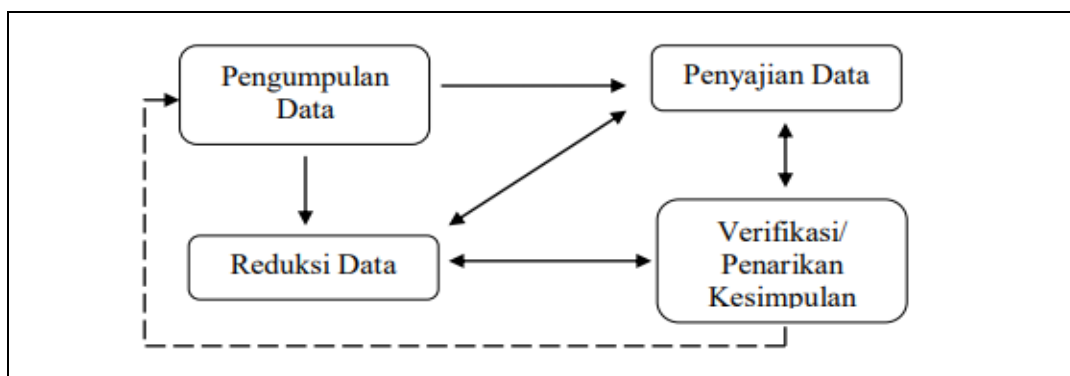 Pengumpulan
Data
Penyajian Data
Reduksi Data
Verifikasi/
Penarikan
Kesimpulan